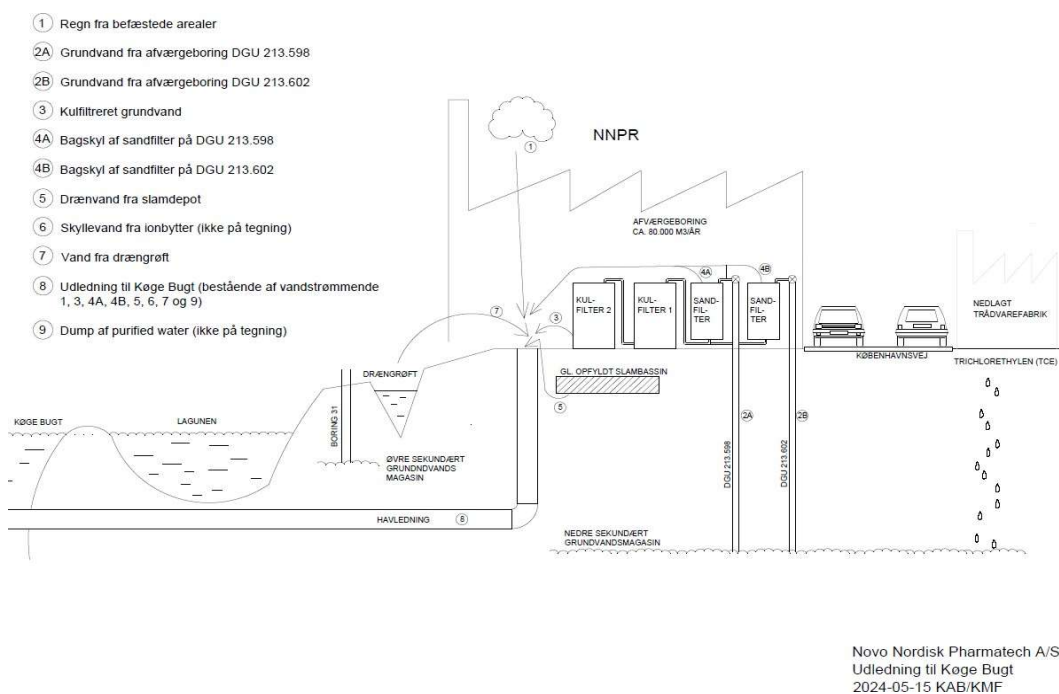 1 Regn fra befæstede arealer
2A Grundvand fra afværgeboring DGU 213.598
2B Grundvand fra afværgeboring DGU 213.602
3 Kulfiltreret grundvand
4A Bagskyl af sandfilter på DGU 213.598
4B Bagskyl af sandfilter på DGU 213.602
5 Drænvand fra slamdepot
6 Skyllevand fra ionbytter (ikke på tegning)
7 Vand fra drængrøft
8 Udledning til Køge Bugt (bestående af vandstrømmende
1, 3, 4A, 4B, 5, 6, 7 og 9)
9 Dump af purified water (ikke på tegning)
1
NNPR
AFVÆRGEBORING
CA. 80.000 M3/ÅR
4A
4B
7
3
KUL-
FILTER 2
KUL-
FILTER 1
SAND-
FIL-
TER
SAND-
FIL-
TER
NEDLAGT
TRÅDVAREFABRIK
KØBENHAVNSVEJ
TRICHLORETHYLEN (TCE)
DRÆNGRØFT
GL. OPFYLDT SLAMBASSIN
5
2A
2B
KØGE BUGT
LAGUNEN
BORING 31
ØVRE SEKUNDÆRT
GRUNDNDVANDS
MAGASIN
DGU 213.598
DGU 213.602
HAVLEDNING
8
NEDRE SEKUNDÆRT
GRUNDVANDSMAGASIN
Novo Nordisk Pharmatech A/S
Udledning til Køge Bugt
2024-05-15 KAB/KMF